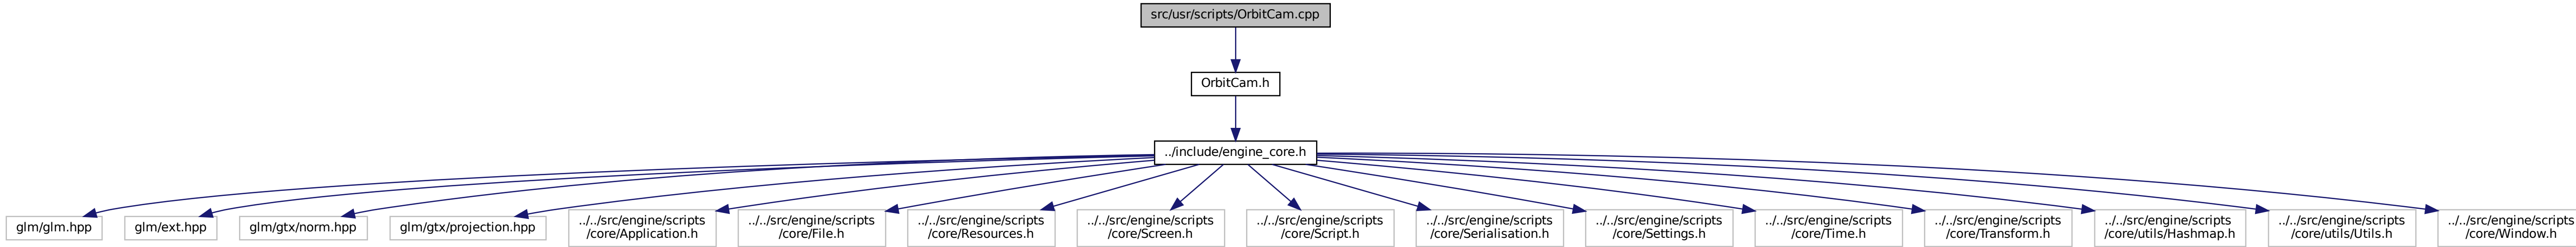 src/usr/scripts/OrbitCam.cpp
OrbitCam.h
../include/engine_core.h
glm/glm.hpp
glm/ext.hpp
glm/gtx/norm.hpp
glm/gtx/projection.hpp
../../src/engine/scripts
/core/Application.h
../../src/engine/scripts
/core/File.h
../../src/engine/scripts
/core/Resources.h
../../src/engine/scripts
/core/Screen.h
../../src/engine/scripts
/core/Script.h
../../src/engine/scripts
/core/Serialisation.h
../../src/engine/scripts
/core/Settings.h
../../src/engine/scripts
/core/Time.h
../../src/engine/scripts
/core/Transform.h
../../src/engine/scripts
/core/utils/Hashmap.h
../../src/engine/scripts
/core/utils/Utils.h
../../src/engine/scripts
/core/Window.h